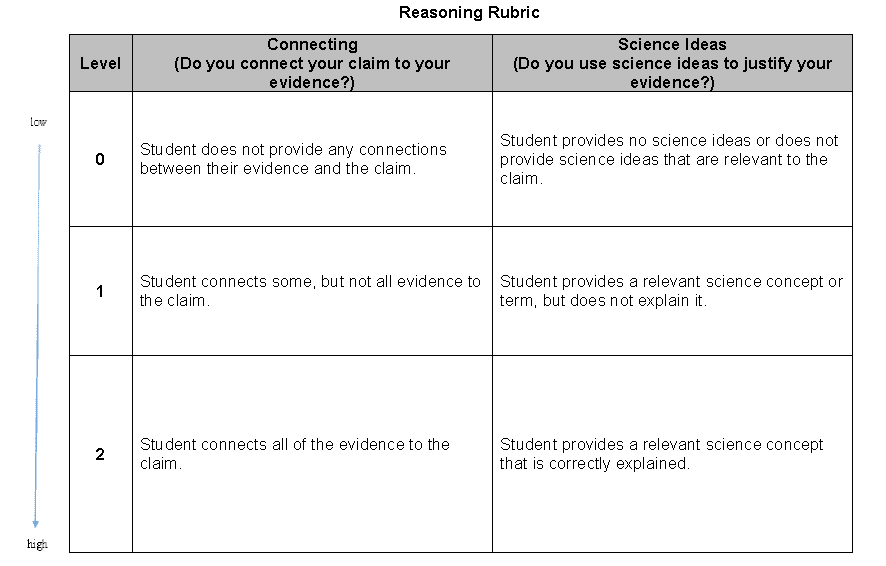 Reasoning Rubric
Level
Connecting
(Do you connect your claim to your
evidence?)
Science Ideas
(Do you use science ideas to justify your
evidence?)
low
0
Student does not provide any connections
between their evidence and the claim.
Student provides no science ideas or does not
provide science ideas that are relevant to the
claim.
1
Student connects some, but not all evidence to
the claim.
Student provides a relevant science concept or
term, but does not explain it.
2
Student connects all of the evidence to the
claim.
Student provides a relevant science concept
that is correctly explained.
high